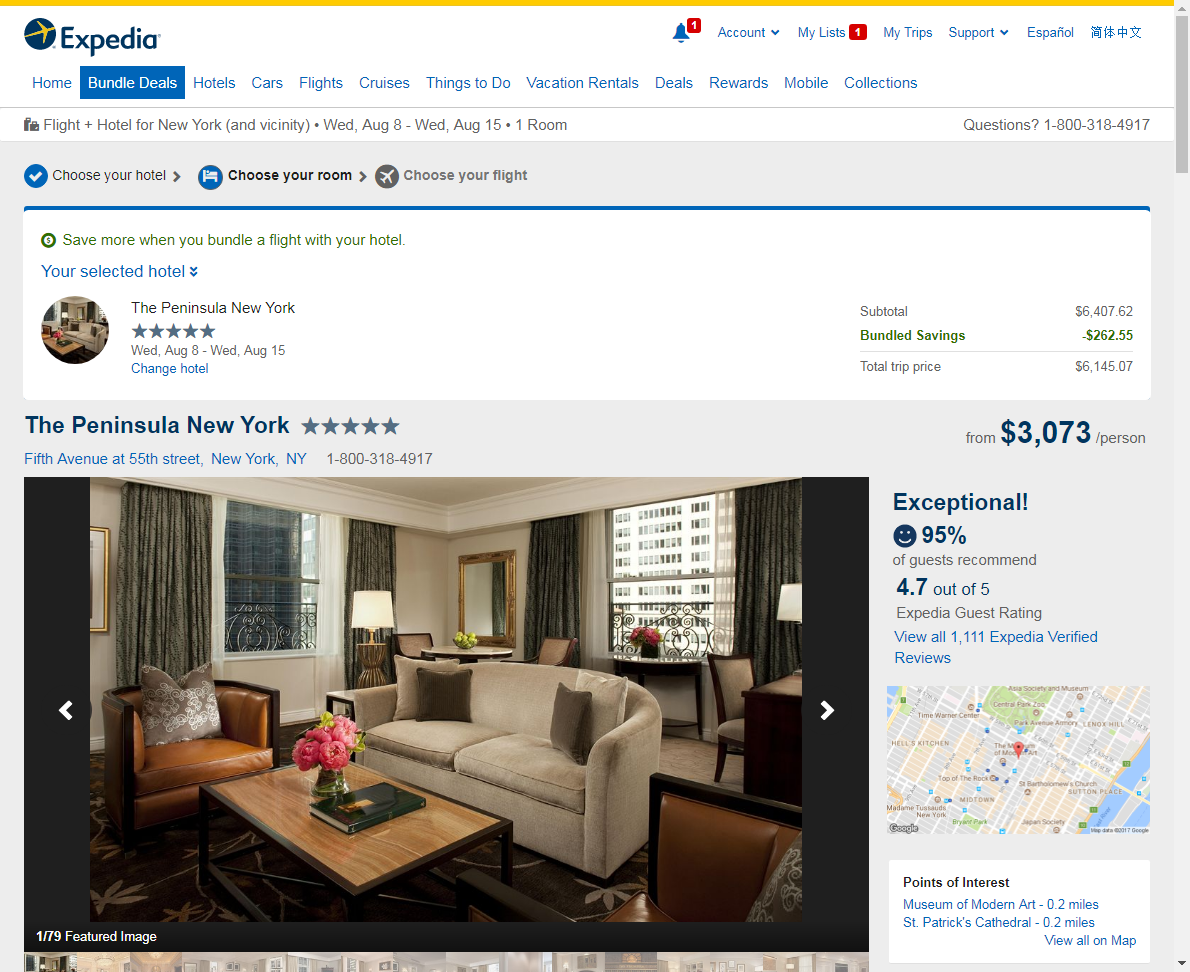 Expedia
1
Account
My Lists 1
My Trips
Support
Español
简体中文
Home
Bundle Deals
Hotels
Cars
Flights
Cruises
Things to Do
Vacation Rentals
Deals
Rewards
Mobile
Collections
Flight + Hotel for New York (and vicinity) • Wed, Aug 8 - Wed, Aug 15 • 1 Room
Questions? 1-800-318-4917
Choose your hotel
Choose your room
Choose your flight
Save more when you bundle a flight with your hotel.
Your selected hotel
The Peninsula New York
Wed, Aug 8 - Wed, Aug 15
Change hotel
Subtotal $6,407.62
Bundled Savings -$262.55
Total trip price $6,145.07
The Peninsula New York
from $3,073 /person
Fifth Avenue at 55th street, New York, NY 1-800-318-4917
Exceptional!
95%
of guests recommend
4.7 out of 5
Expedia Guest Rating
View all 1,111 Expedia Verified
Reviews
Asia Society and Museum
Central Park Zoo
Time Warner Center
Park Avenue Armory
LENOX HILL
HELL'S KITCHEN
The Museum
of Modern Art
Top of The Rock
St Bartholomew's Church
SUTTON PLACE
MIDTOWN
Madame Tussauds
New York
Bryant Park
Japan Society
Google
Map data ©2017 Google
1/79 Featured Image
Points of Interest
Museum of Modern Art - 0.2 miles
St. Patrick's Cathedral - 0.2 miles
View all on Map